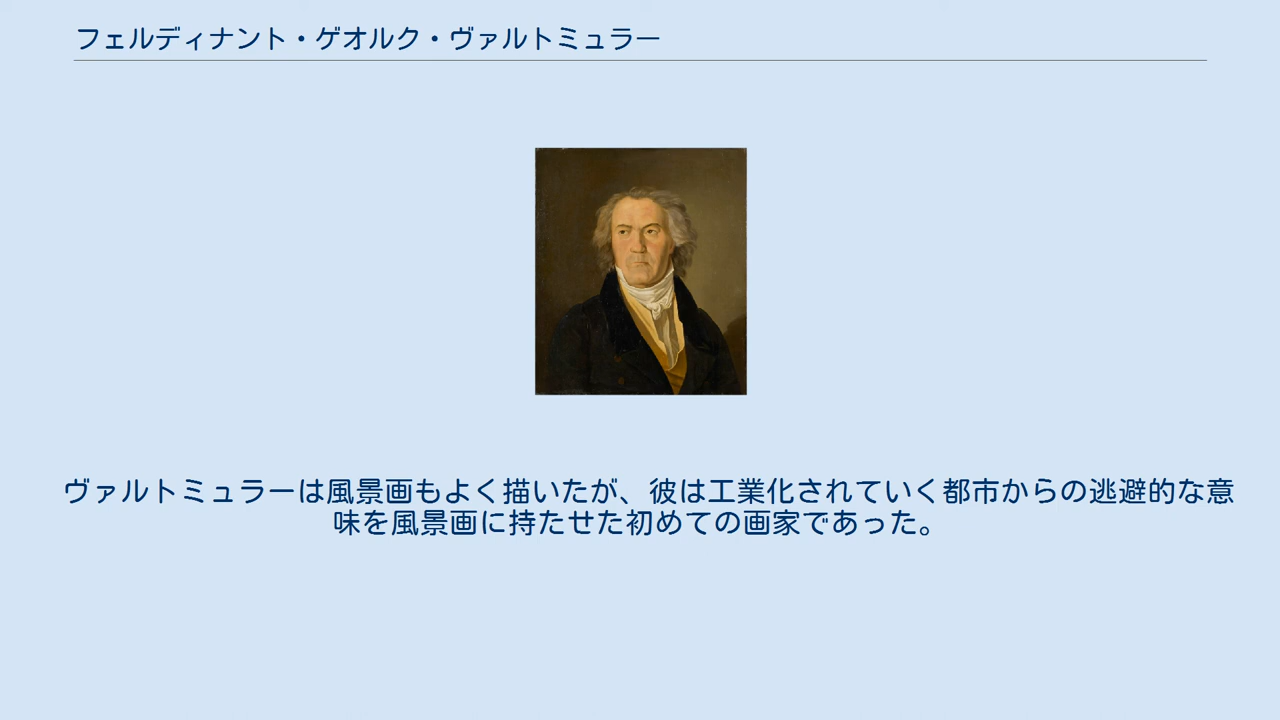 フェルディナント・ゲオルク・ヴァルトミュラー
ヴァルトミュラーは風景画もよく描いたが、彼は工業化されていく都市からの逃避的な意
味を風景画に持たせた初めての画家であった。